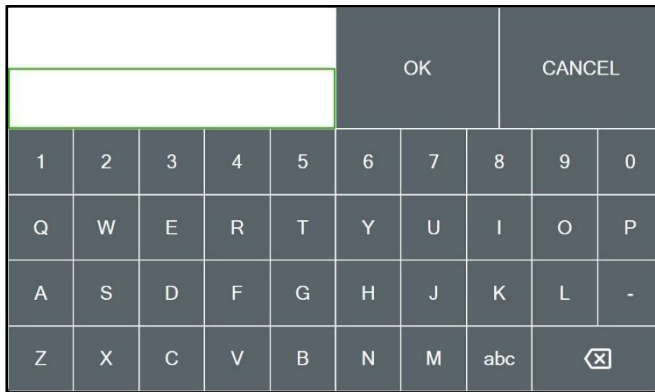 OK CANCEL
1 2 3 4 5 6 7 8 9 0
Q W E R T Y U I O P
A S D F G H J K L -
Z X C V B N M abc